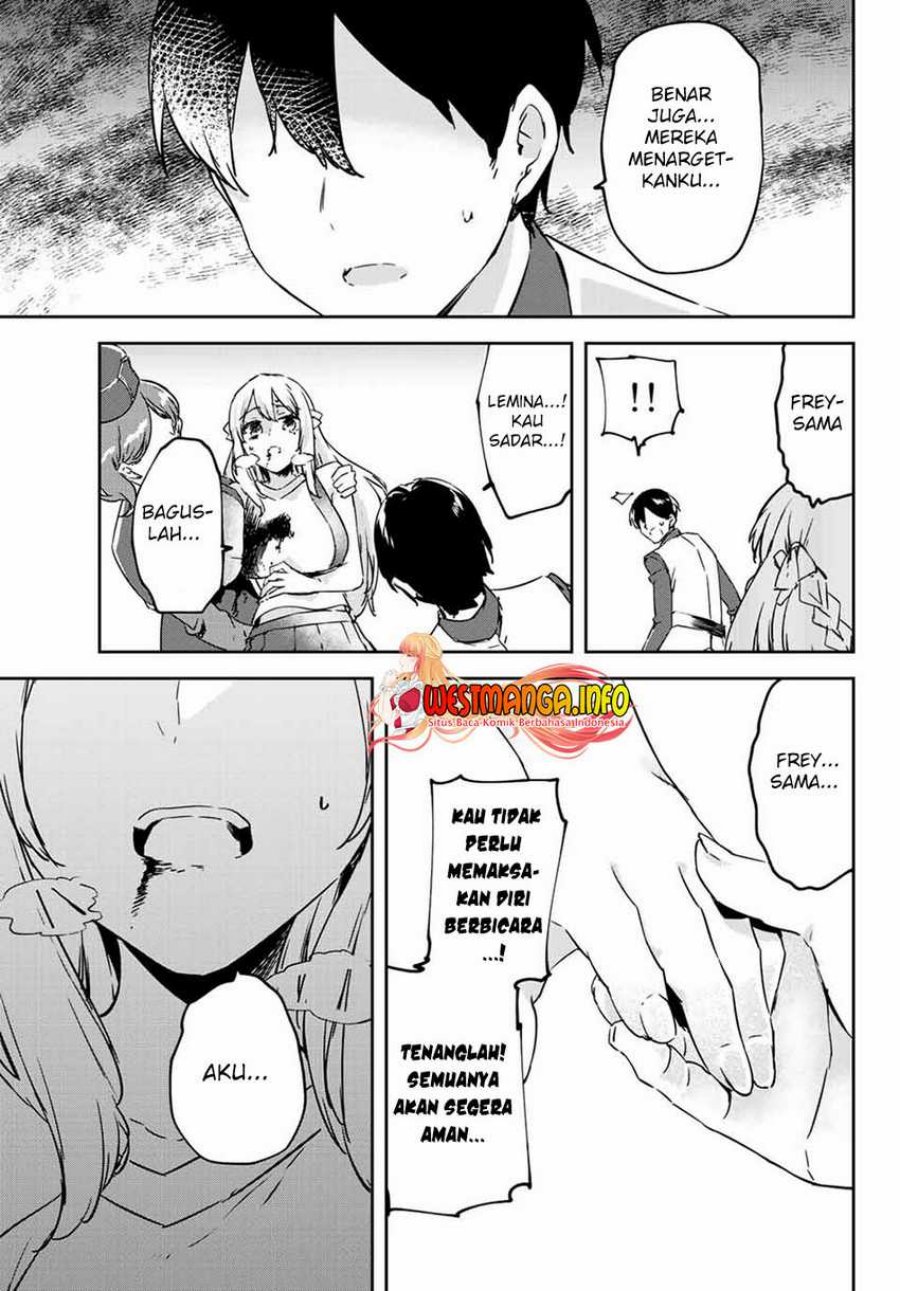 BENAR
JUGA...
MEREKA
MENARGET-
KANKU...
FREY-
SAMA
!!
LEMINA...!
KAU
SADAR...!
BAGUS-
LAH...
WESTMANGA.INFO
Situs Baca Komik Berbahasa Indonesia
FREY...
SAMA...
KAU TIDAK
PERLU
MEMAKSA-
KAN DIRI
BERBICARA
...!
TENANGLAH!
SEMUANYA
AKAN SEGERA
AMAN...
AKU...